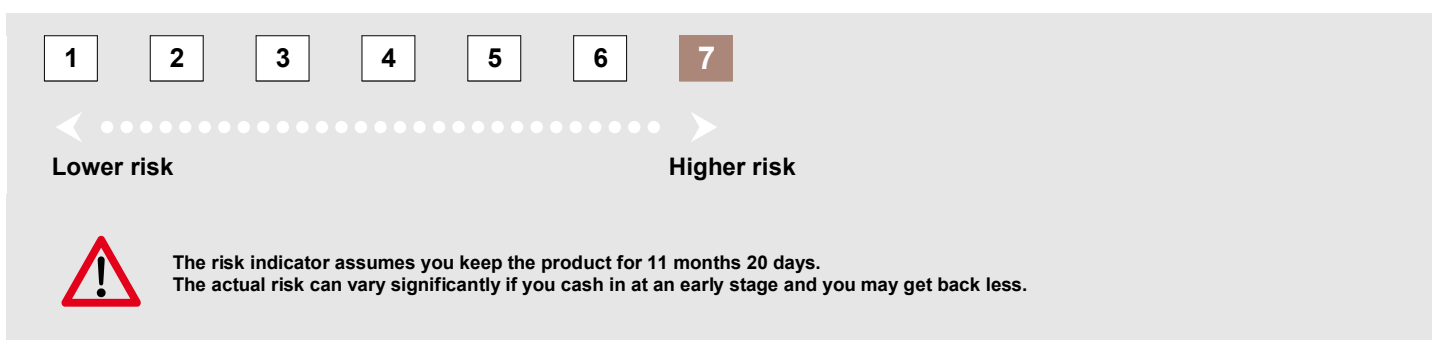 1 2 3 4 5 6 7
Lower risk Higher risk
!
The risk indicator assumes you keep the product for 11 months 20 days.
The actual risk can vary significantly if you cash in at an early stage and you may get back less.